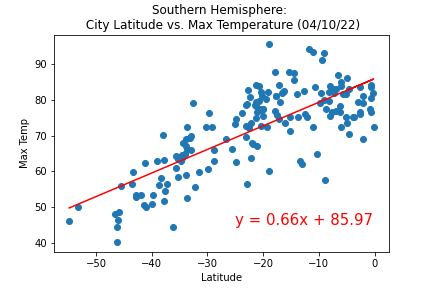 Southern Hemisphere:
City Latitude vs. Max Temperature (04/10/22)
Max Temp
90
80
70
60
50
40
y = 0.66x + 85.97
−50
−40
−30
−20
−10
0
Latitude